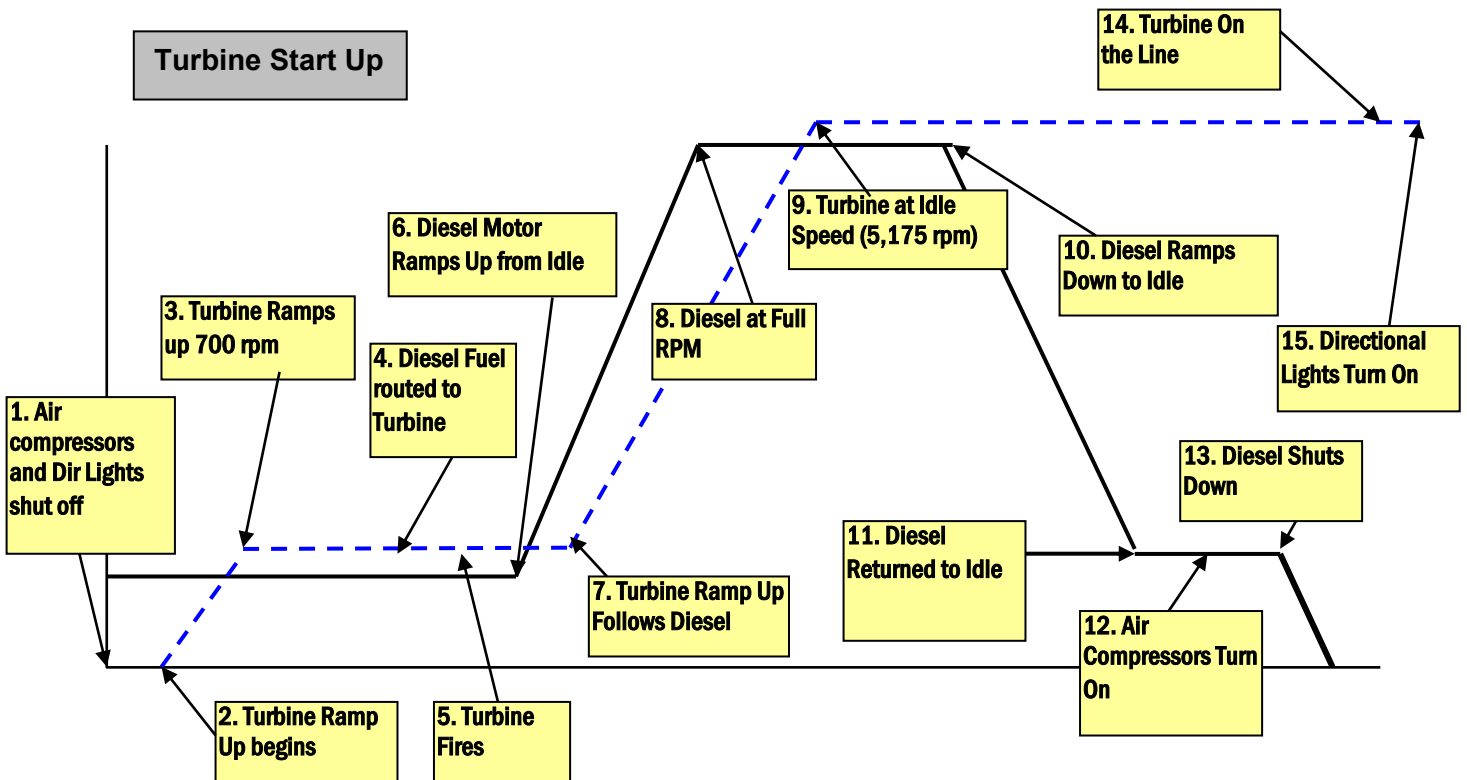 Turbine Start Up
1. Air
compressors
and Dir Lights
shut off
2. Turbine Ramp
Up begins
3. Turbine Ramps
up 700 rpm
4. Diesel Fuel
routed to
Turbine
5. Turbine
Fires
6. Diesel Motor
Ramps Up from Idle
7. Turbine Ramp Up
Follows Diesel
8. Diesel at Full
RPM
9. Turbine at Idle
Speed (5,175 rpm)
10. Diesel Ramps
Down to Idle
11. Diesel
Returned to Idle
12. Air
Compressors Turn
On
13. Diesel Shuts
Down
14. Turbine On
the Line
15. Directional
Lights Turn On